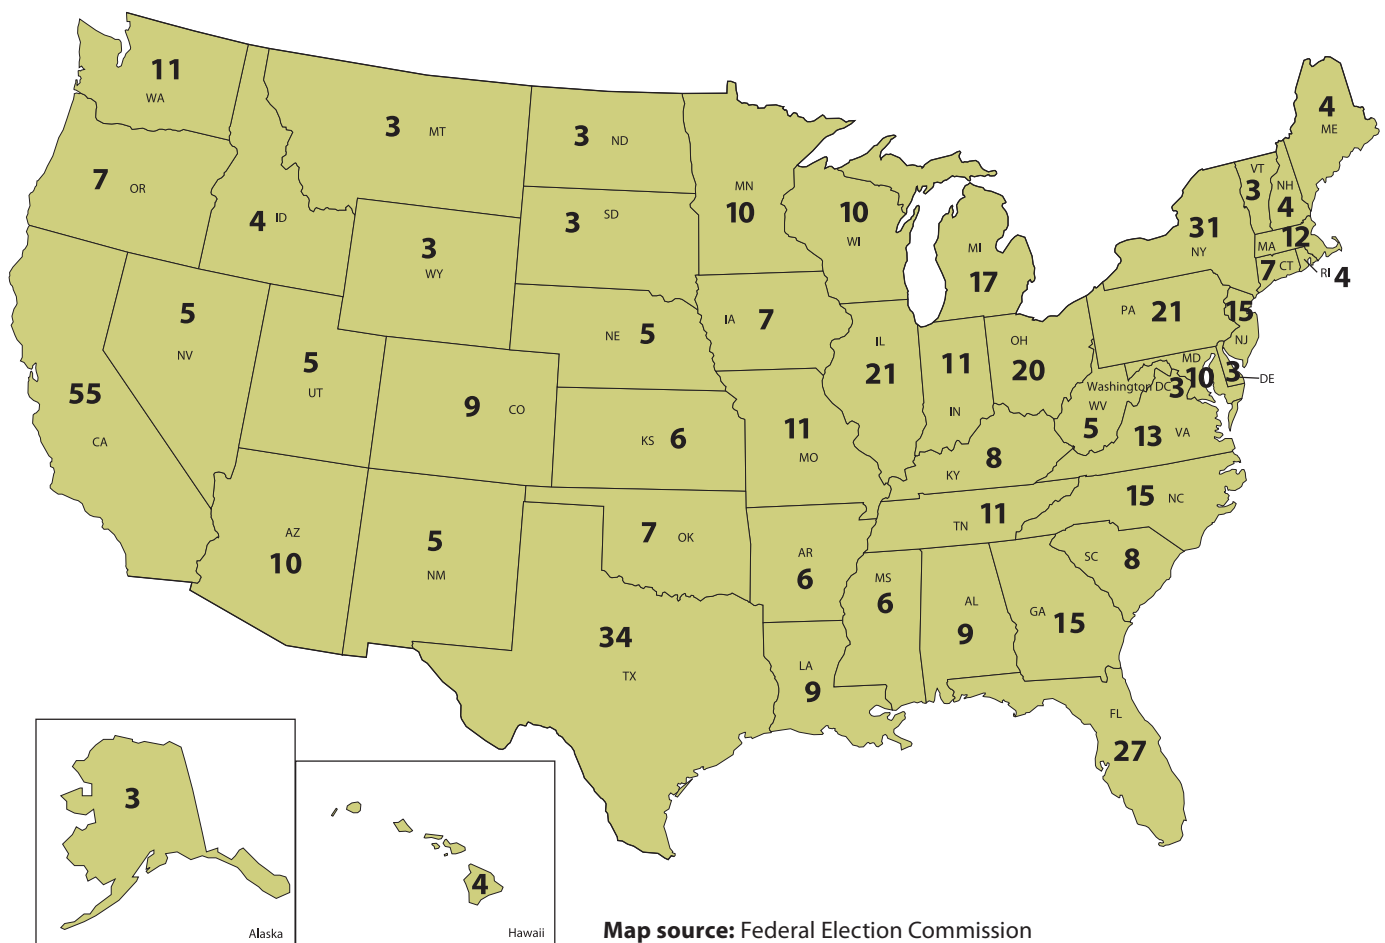 11
WA
3 MT
3 ND
MN
10
10
WI
MI
17
4
ME
VT
3
NH
4
7 OR
4 ID
3
WY
3 SD
31
NY
MA 12
7 CT
RI 4
5
NV
5
UT
NE 5
IA 7
IL
21
11
IN
OH
20
PA 21
15
NJ
MD
10
3
DE
Washington DC 3
WV
5
13 VA
55
CA
9 CO
KS 6
11
MO
KY 8
15 NC
TN 11
AZ
10
5
NM
7 OK
AR
6
MS
6
AL
9
GA 15
SC 8
34
TX
LA
9
FL
27
3
Alaska
4
Hawaii
Map source: Federal Election Commission